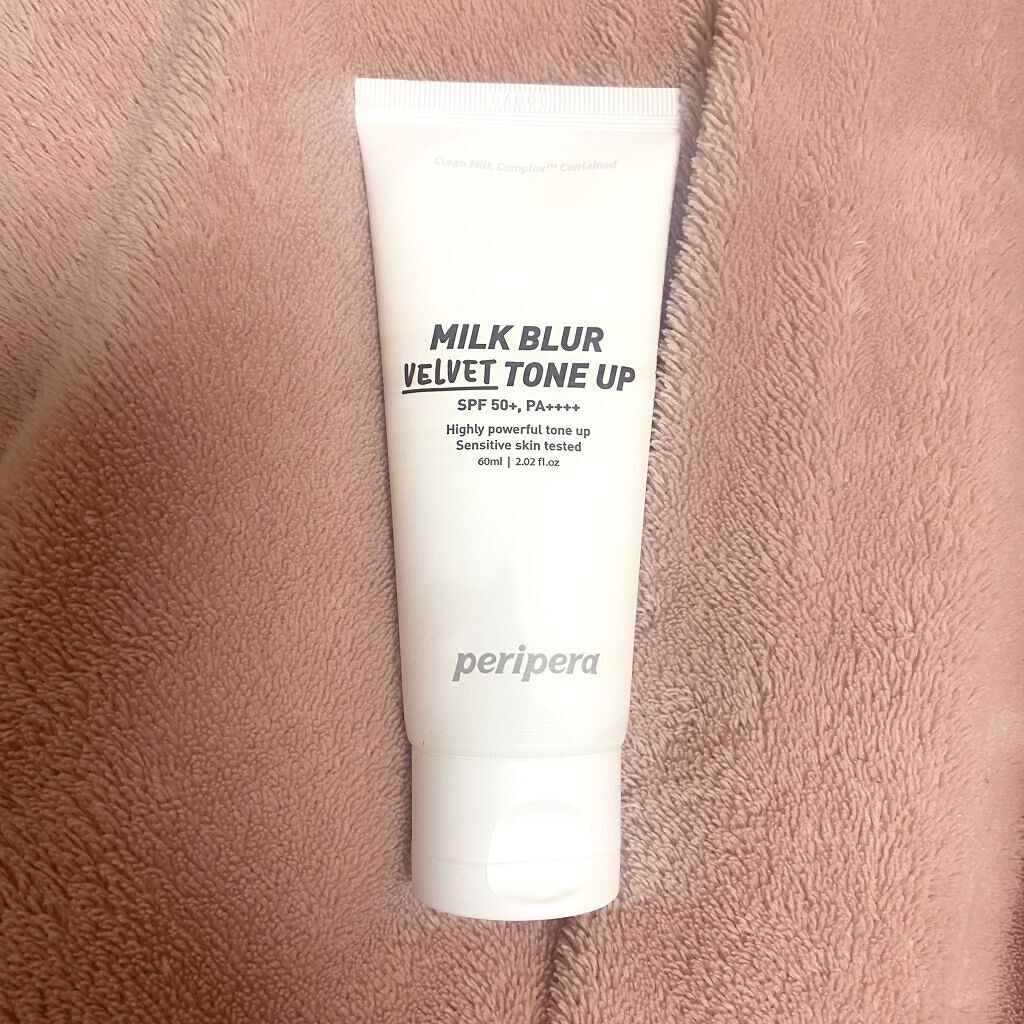 Clean Milk Complex™ Contained
MILK BLUR
VELVET TONE UP
SPF 50+, PA++++
Highly powerful tone up
Sensitive skin tested
60ml | 2.02 fl.oz
peripera